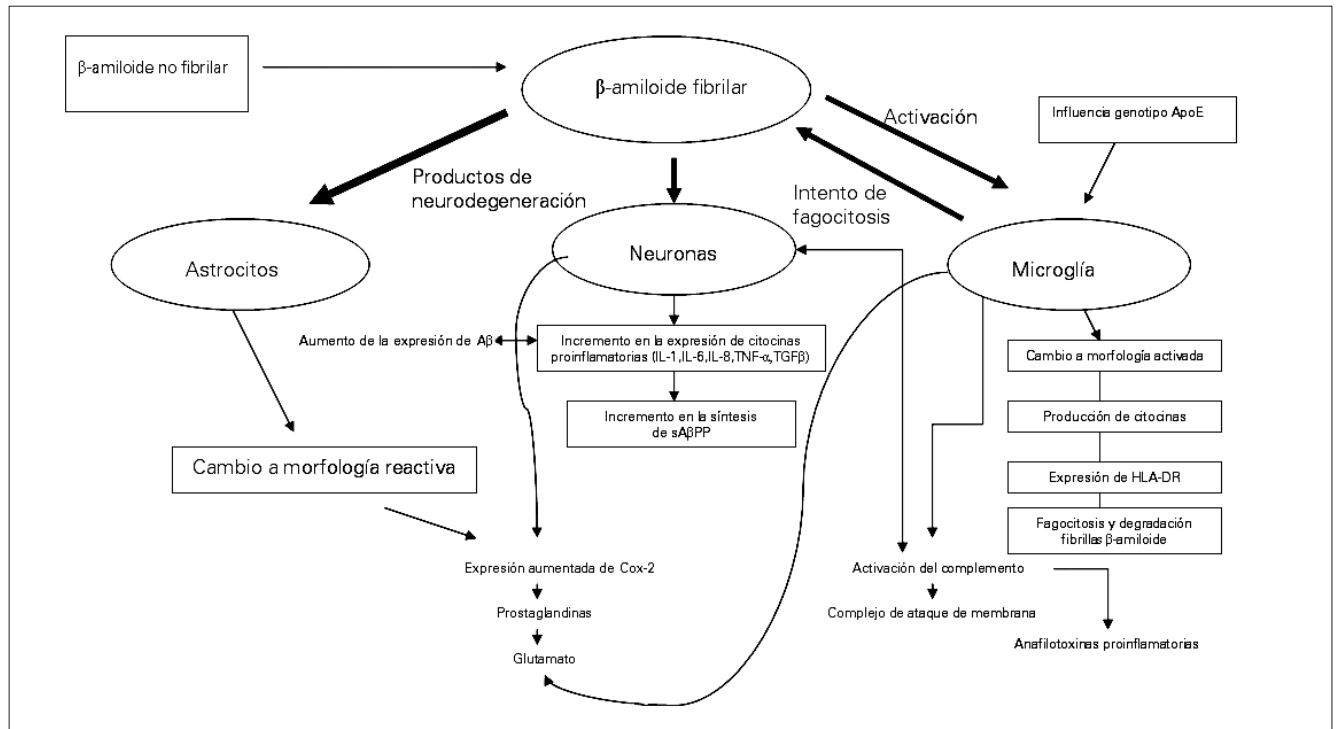 β-amiloide no fibrilar
β-amiloide fibrilar
Activación
Influencia genotipo ApoE
Productos de
neurodegeneración
Intento de
fagocitosis
Astrocitos
Neuronas
Microglía
Aumento de la expresión de Aβ
Incremento en la expresión de citocinas
proinflamatorias (IL-1,IL-6,IL-8,TNF-α,TGFβ)
Cambio a morfología activada
Incremento en la síntesis
de sAβPP
Producción de citocinas
Cambio a morfología reactiva
Expresión de HLA-DR
Fagocitosis y degradación
fibrillas β-amiloide
Expresión aumentada de Cox-2
Activación del complemento
Prostaglandinas
Complejo de ataque de membrana
Glutamato
Anafilotoxinas proinflamatorias